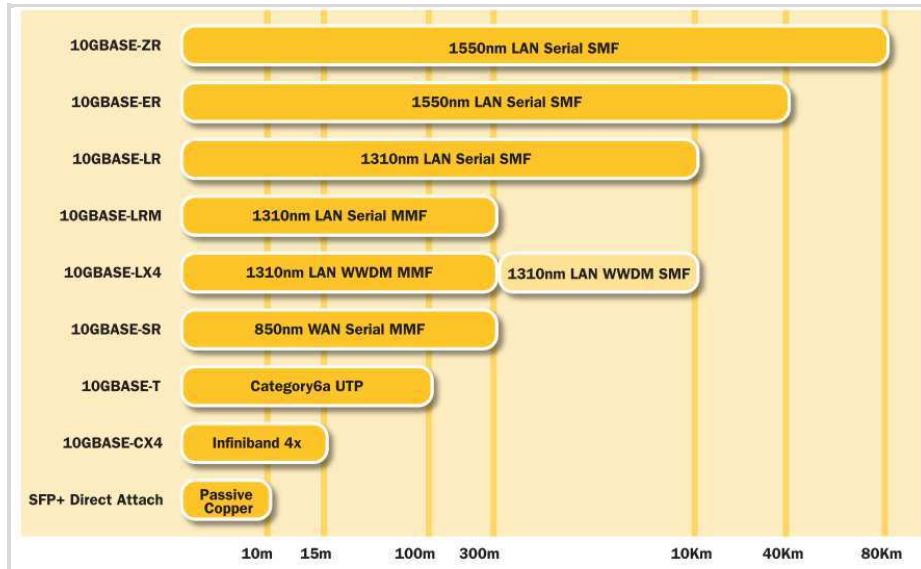 10GBASE-ZR 1550nm LAN Serial SMF
10GBASE-ER 1550nm LAN Serial SMF
10GBASE-LR 1310nm LAN Serial SMF
10GBASE-LRM 1310nm LAN Serial MMF
10GBASE-LX4 1310nm LAN WWDM MMF 1310nm LAN WWDM SMF
10GBASE-SR 850nm WAN Serial MMF
10GBASE-T Category6a UTP
10GBASE-CX4 Infiniband 4x
SFP+ Direct Attach Passive
Copper
10m 15m 100m 300m 10Km 40Km 80Km